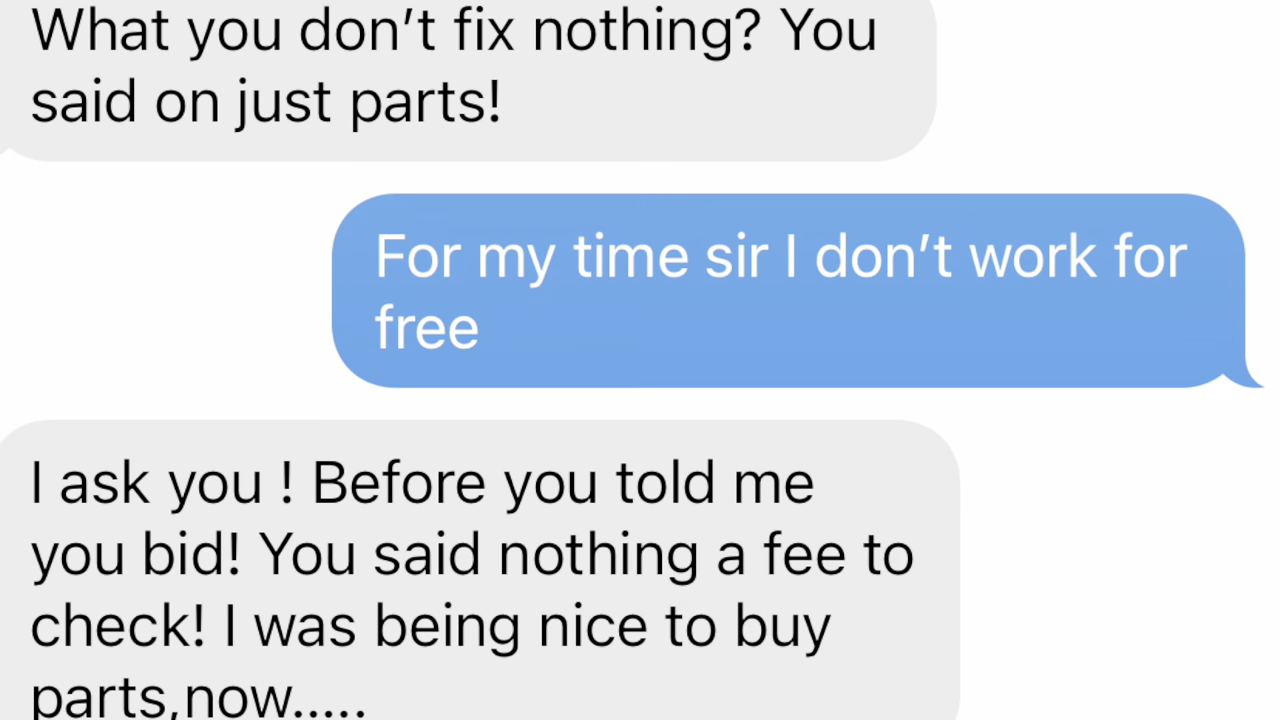 What you don’t fix nothing? You
said on just parts!
For my time sir I don’t work for
free
I ask you ! Before you told me
you bid! You said nothing a fee to
check! I was being nice to buy
parts,now.....